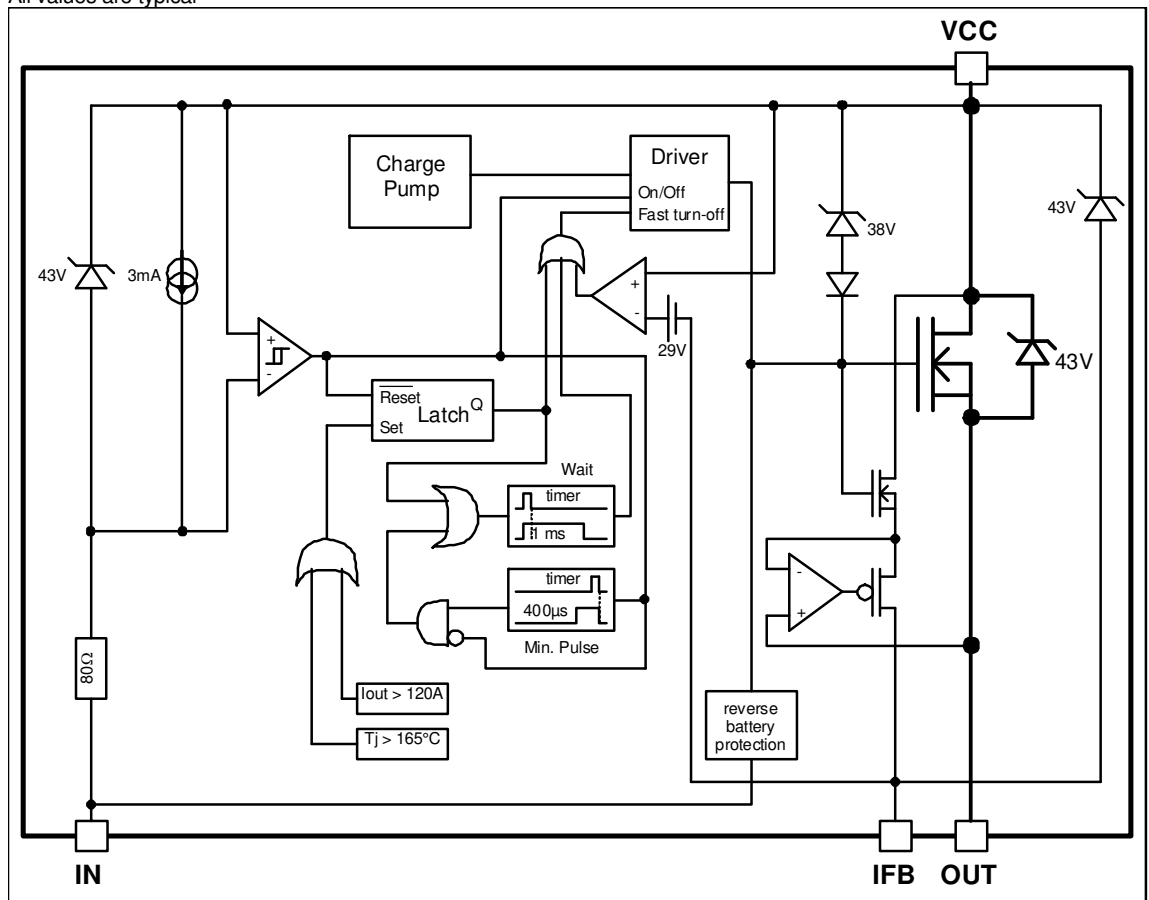 All values are typical
VCC
Charge
Pump
Driver
On/Off
Fast turn-off
38V
43V
43V
3mA
+
-
29V
43V
+
-
Reset
Latch
Q
Set
Wait
timer
1 ms
timer
400µs
Min. Pulse
-
+
80Ω
Iout > 120A
Tj > 165°C
reverse
battery
protection
IN
IFB
OUT